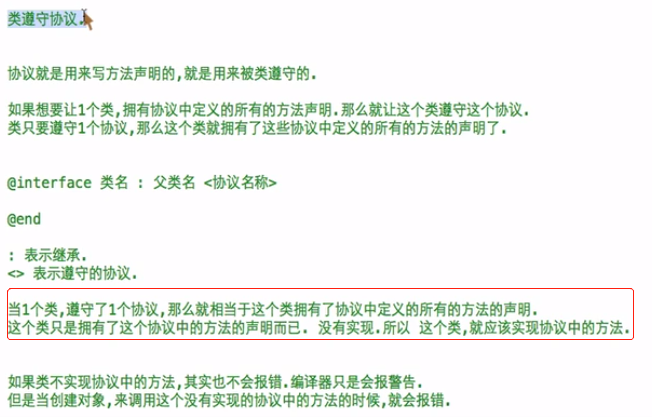 类遵守协议.
协议就是用来写方法声明的,就是用来被类遵守的.
如果想要让1个类,拥有协议中定义的所有的方法声明.那么就让这个类遵守这个协议.
类只要遵守1个协议,那么这个类就拥有了这些协议中定义的所有的方法的声明了.
@interface 类名 : 父类名 <协议名称>
@end
: 表示继承.
<> 表示遵守的协议.
当1个类,遵守了1个协议,那么就相当于这个类拥有了协议中定义的所有的方法的声明.
这个类只是拥有了这个协议中的方法的声明而已. 没有实现.所以 这个类,就应该实现协议中的方法.
如果类不实现协议中的方法,其实也不会报错.编译器只是会报警告.
但是当创建对象,来调用这个没有实现的协议中的方法的时候,就会报错.